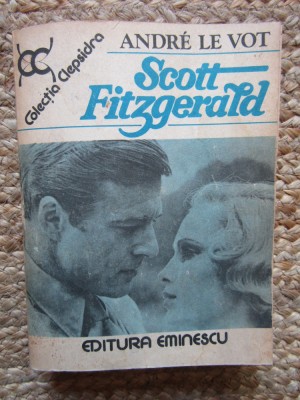 Colecția Clepsidra
ANDRÉ LE VOT
Scott
Fitzgerald
EDITURA EMINESCU